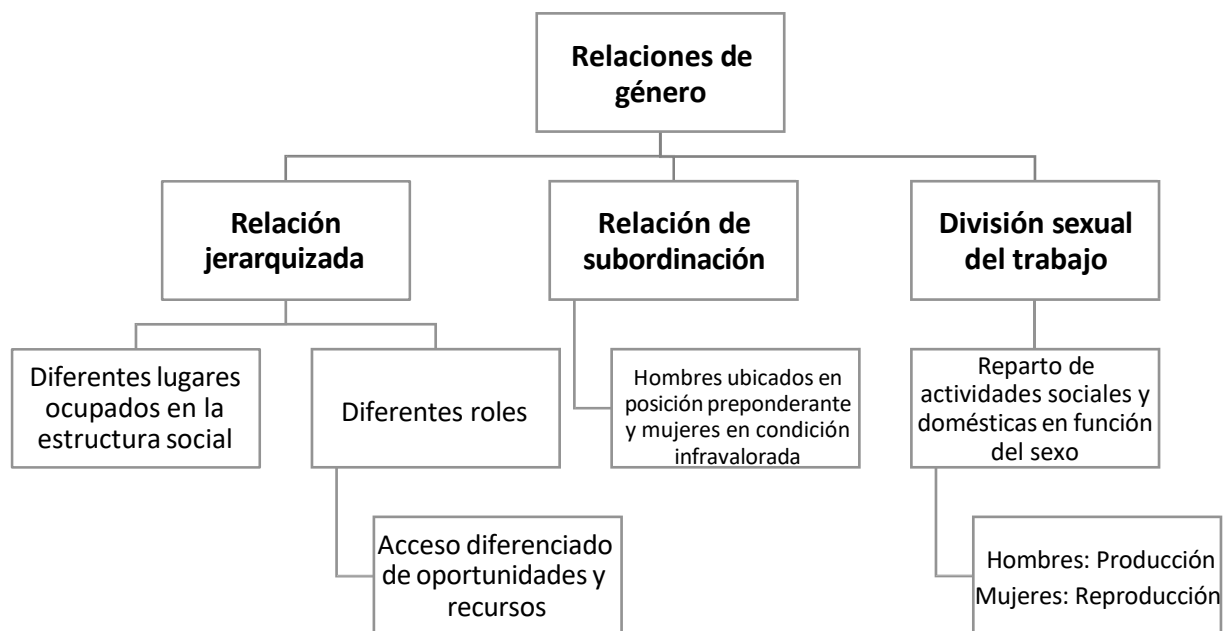 Relaciones de
género
Relación
jerarquizada
Relación de
subordinación
División sexual
del trabajo
Diferentes lugares
ocupados en la
estructura social
Diferentes roles
Hombres ubicados en
posición preponderante
y mujeres en condición
infravalorada
Reparto de
actividades sociales y
domésticas en función
del sexo
Acceso diferenciado
de oportunidades y
recursos
Hombres: Producción
Mujeres: Reproducción